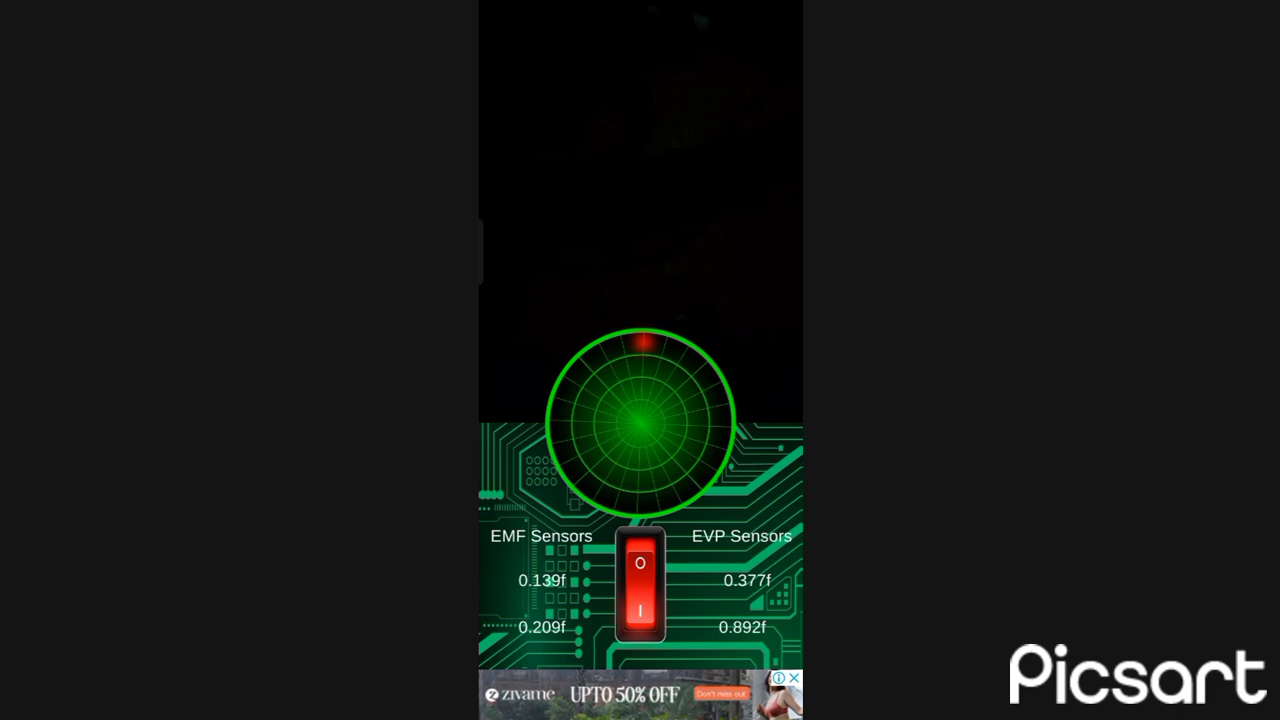 EMF Sensors
EVP Sensors
O
0.139f
0.377f
I
0.209f
0.892f
zivame UPTO 50% OFF Don't miss out
Picsart